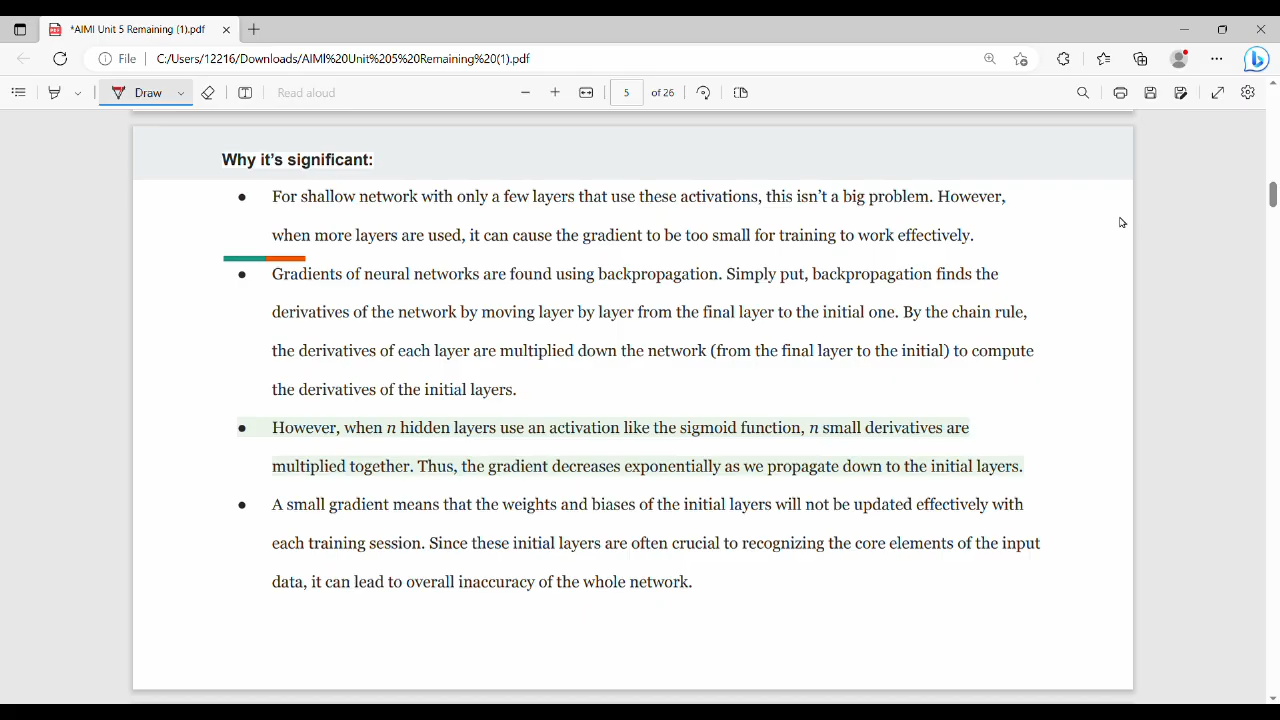 *AIMI Unit 5 Remaining (1).pdf
File
C:/Users/12216/Downloads/AIMI%20Unit%205%20Remaining%20(1).pdf
Draw
Read aloud
5
of 26
Why it's significant:
● For shallow network with only a few layers that use these activations, this isn't a big problem. However,
when more layers are used, it can cause the gradient to be too small for training to work effectively.
● Gradients of neural networks are found using backpropagation. Simply put, backpropagation finds the
derivatives of the network by moving layer by layer from the final layer to the initial one. By the chain rule,
the derivatives of each layer are multiplied down the network (from the final layer to the initial) to compute
the derivatives of the initial layers.
● However, when n hidden layers use an activation like the sigmoid function, n small derivatives are
multiplied together. Thus, the gradient decreases exponentially as we propagate down to the initial layers.
● A small gradient means that the weights and biases of the initial layers will not be updated effectively with
each training session. Since these initial layers are often crucial to recognizing the core elements of the input
data, it can lead to overall inaccuracy of the whole network.